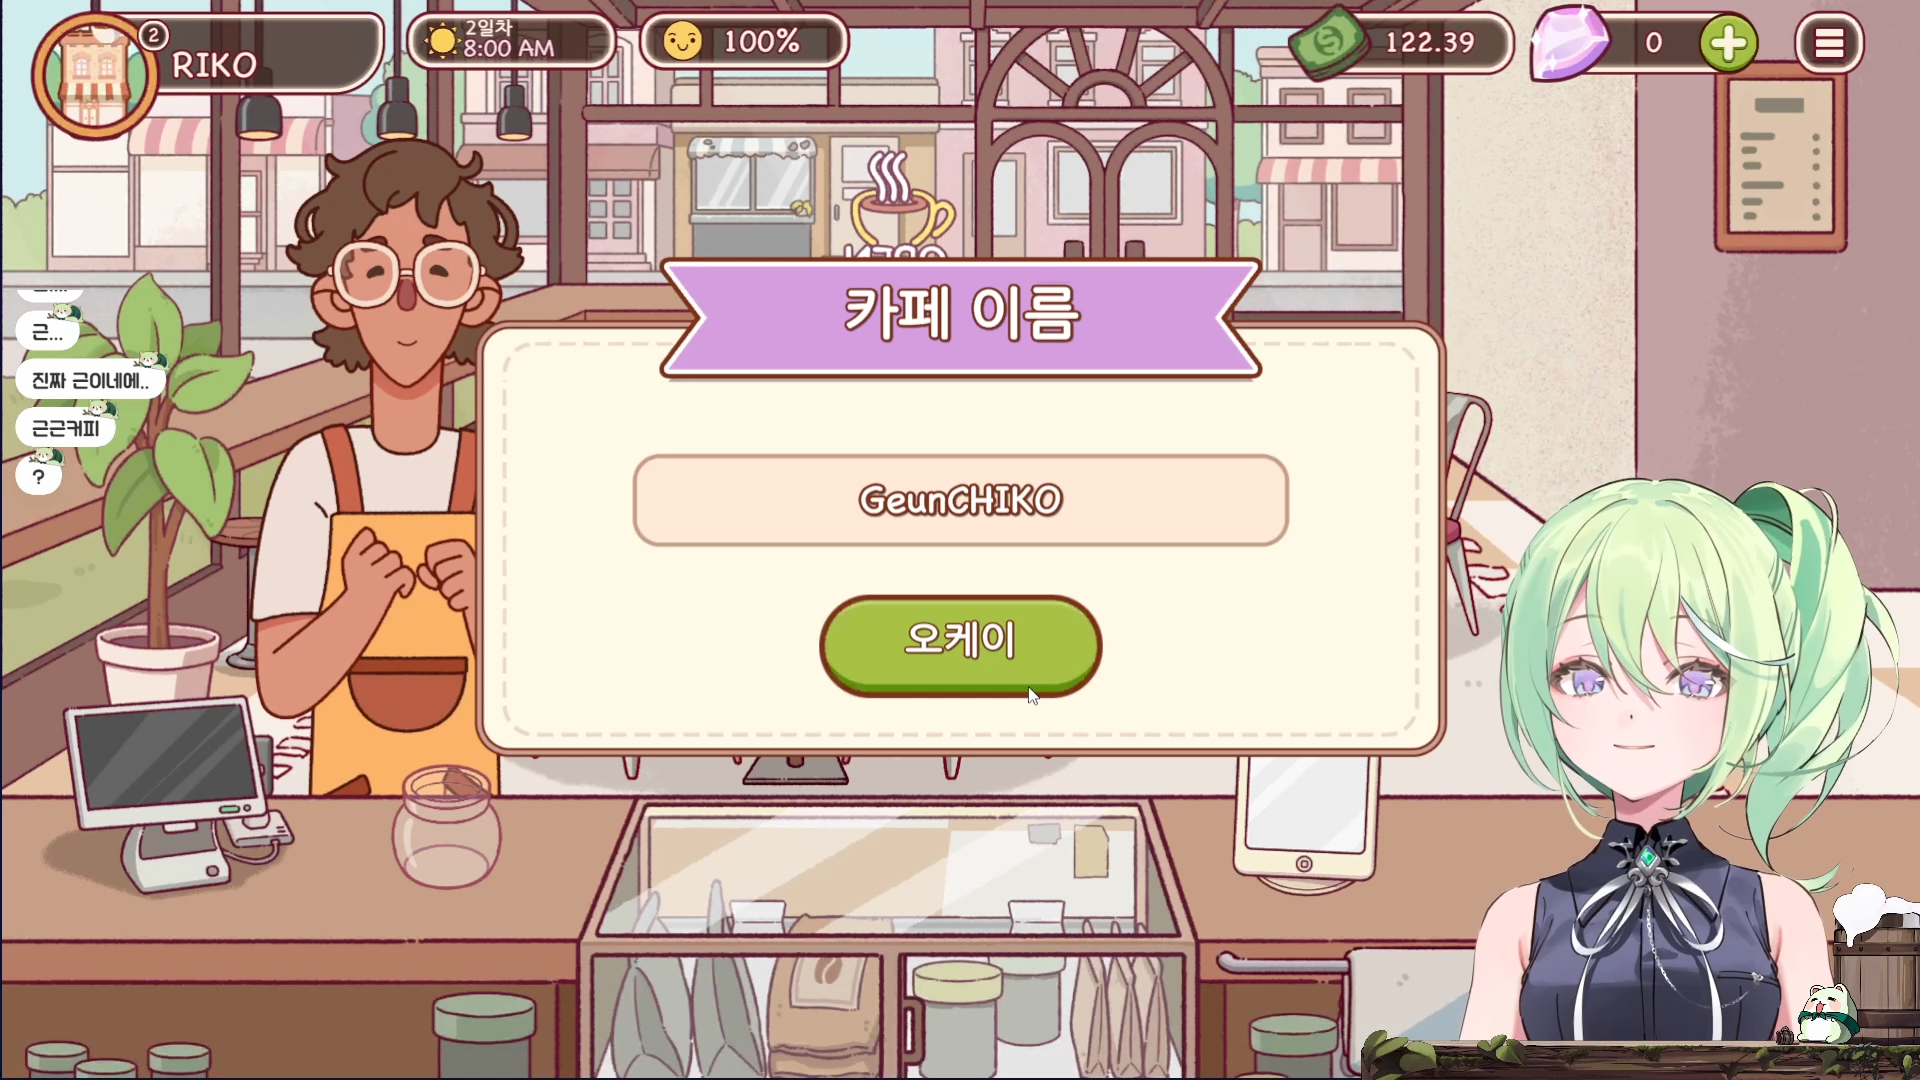 2
RIKO
2일차
8:00 AM
100%
122.39
0
카페 이름
GeunCHIKO
오케이
근...
진짜 근이네에..
근근커피
?